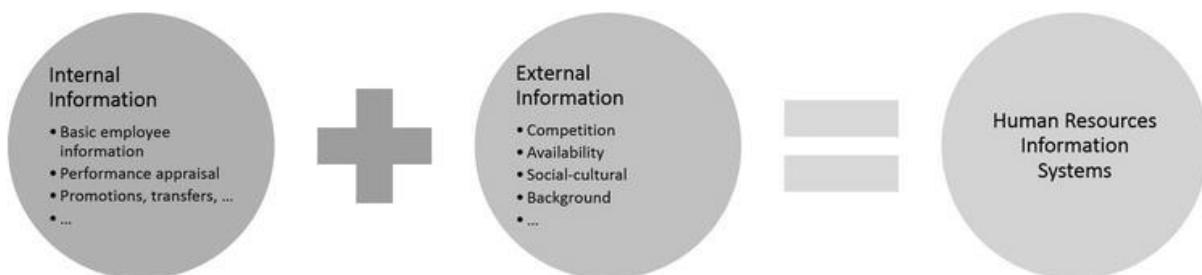 Internal
Information
• Basic employee
information
• Performance appraisal
• Promotions, transfers, ...
• ...
External
Information
• Competition
• Availability
• Social-cultural
• Background
• ...
Human Resources
Information
Systems